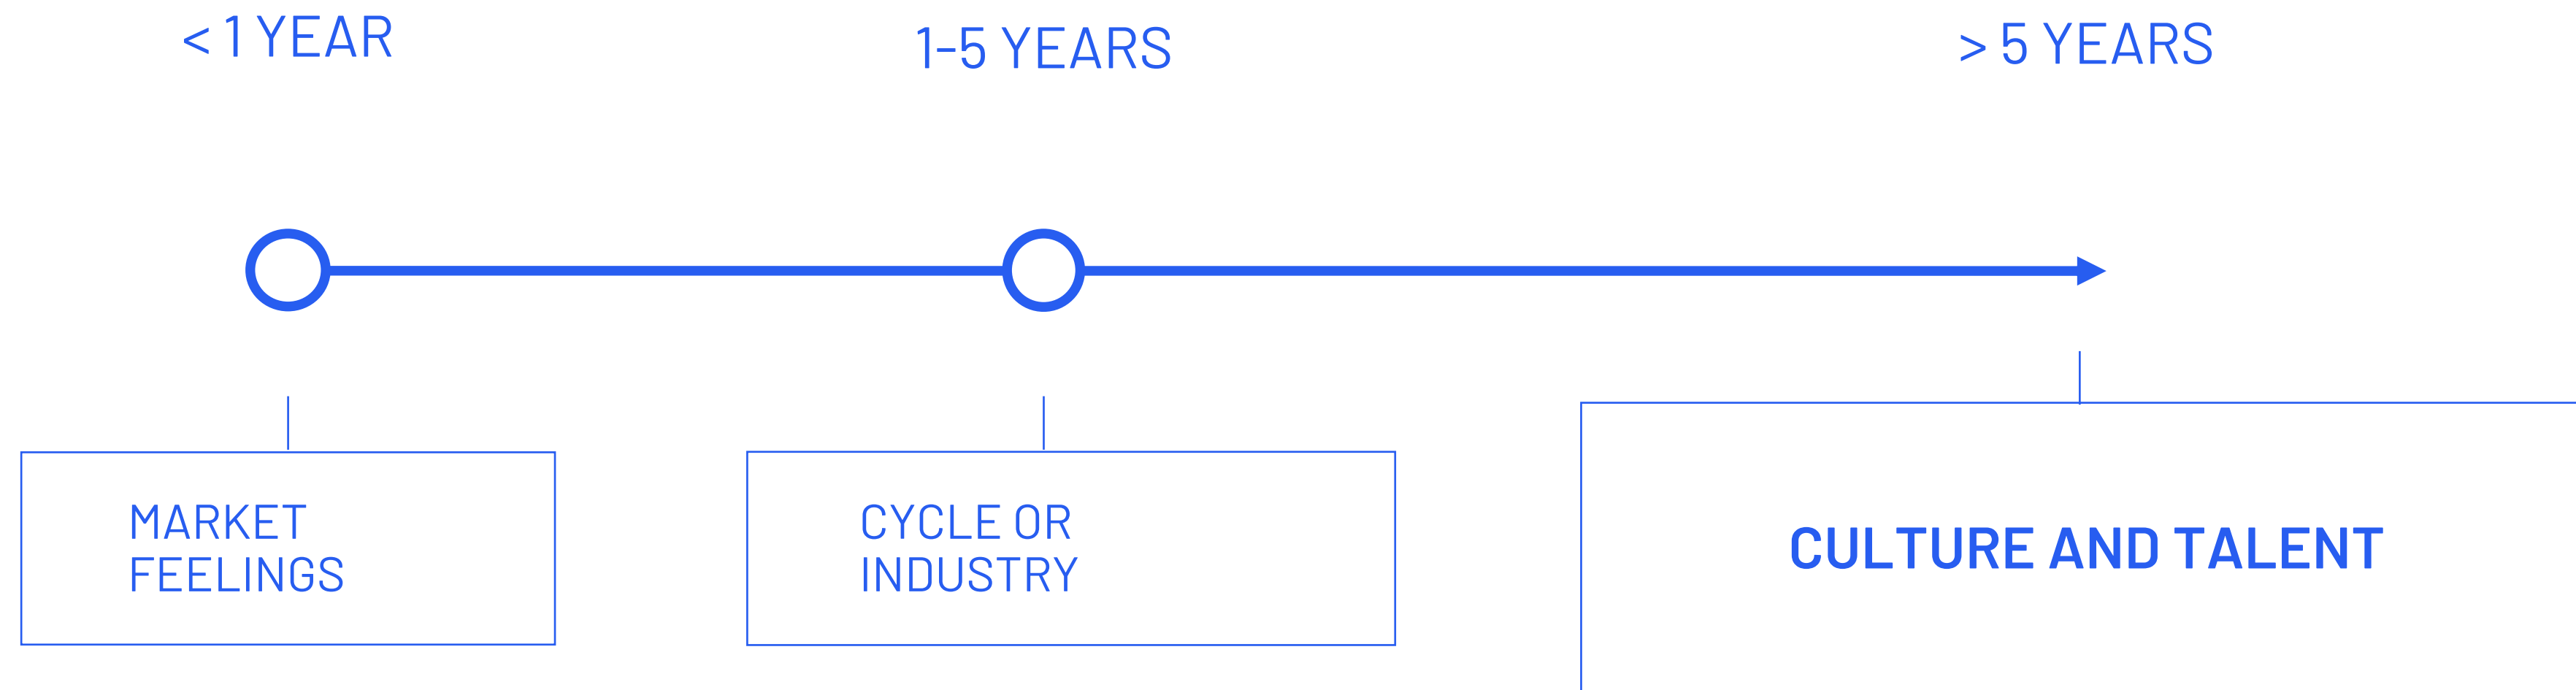 < 1 YEAR
1-5 YEARS
> 5 YEARS
MARKET
FEELINGS
CYCLE OR
INDUSTRY
CULTURE AND TALENT